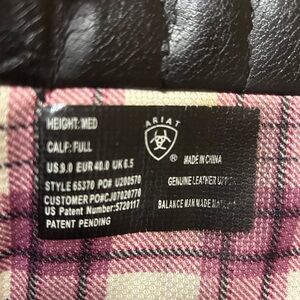 HEIGHT: MED
CALF: FULL
US 9.0 EUR 40.0 UK 6.5
STYLE 65370 PO# U200570
CUSTOMER PO#CJ07020770
US Patent Number: 5720117
PATENT PENDING
ARIAT
®
MADE IN CHINA
GENUINE LEATHER
BALANCE MAN MADE